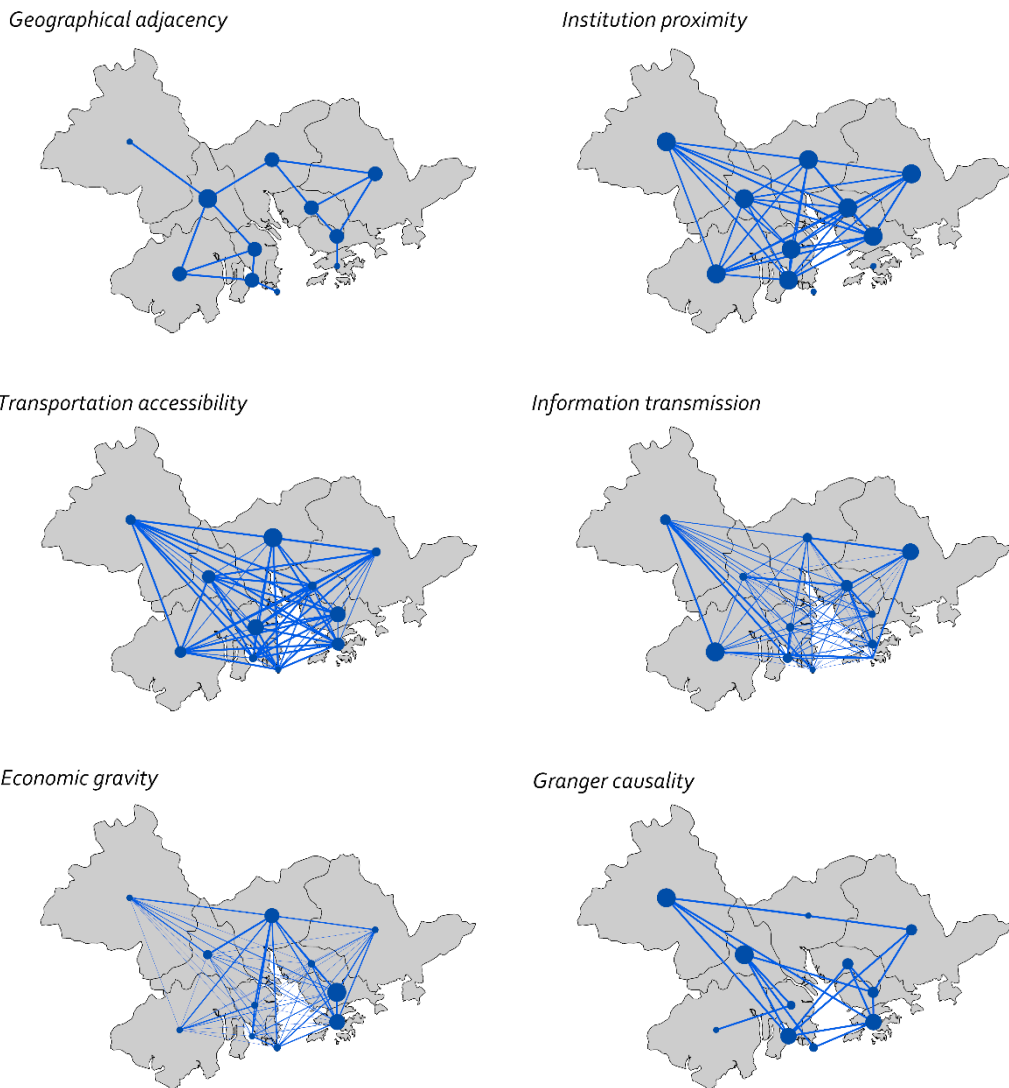 Geographical adjacency
Institution proximity
Transportation accessibility
Information transmission
Economic gravity
Granger causality